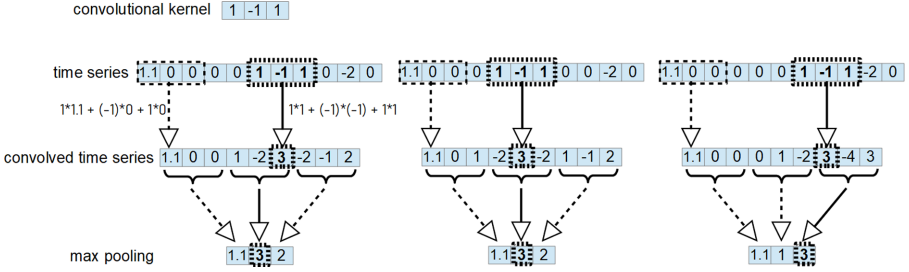 convolutional kernel 1 -1 1
time series 1.1 0 0 0 0 1 -1 1 0 -2 0 1.1 0 0 0 1 -1 1 0 0 -2 0 1.1 0 0 0 0 0 1 -1 1 -2 0
1*1.1 + (-1)*0 + 1*0 1*1 + (-1)*(-1) + 1*1
convolved time series 1.1 0 0 1 -2 3 -2 -1 2 1.1 0 1 -2 3 -2 1 -1 2 1.1 0 0 0 1 -2 3 -4 3
max pooling 1.1 3 2 1.1 3 2 1.1 1 3